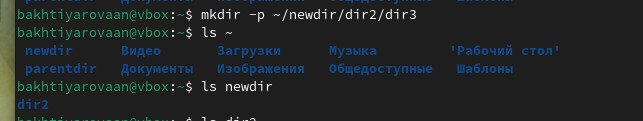 bakhtiyarovaan@vbox:~$ mkdir -p ~/newdir/dir2/dir3
bakhtiyarovaan@vbox:~$ ls ~
newdir Видео Загрузки Музыка 'Рабочий стол'
parentdir Документы Изображения Общедоступные Шаблоны
bakhtiyarovaan@vbox:~$ ls newdir
dir2
bakhtiyarovaan@vbox:~$ ls dir2